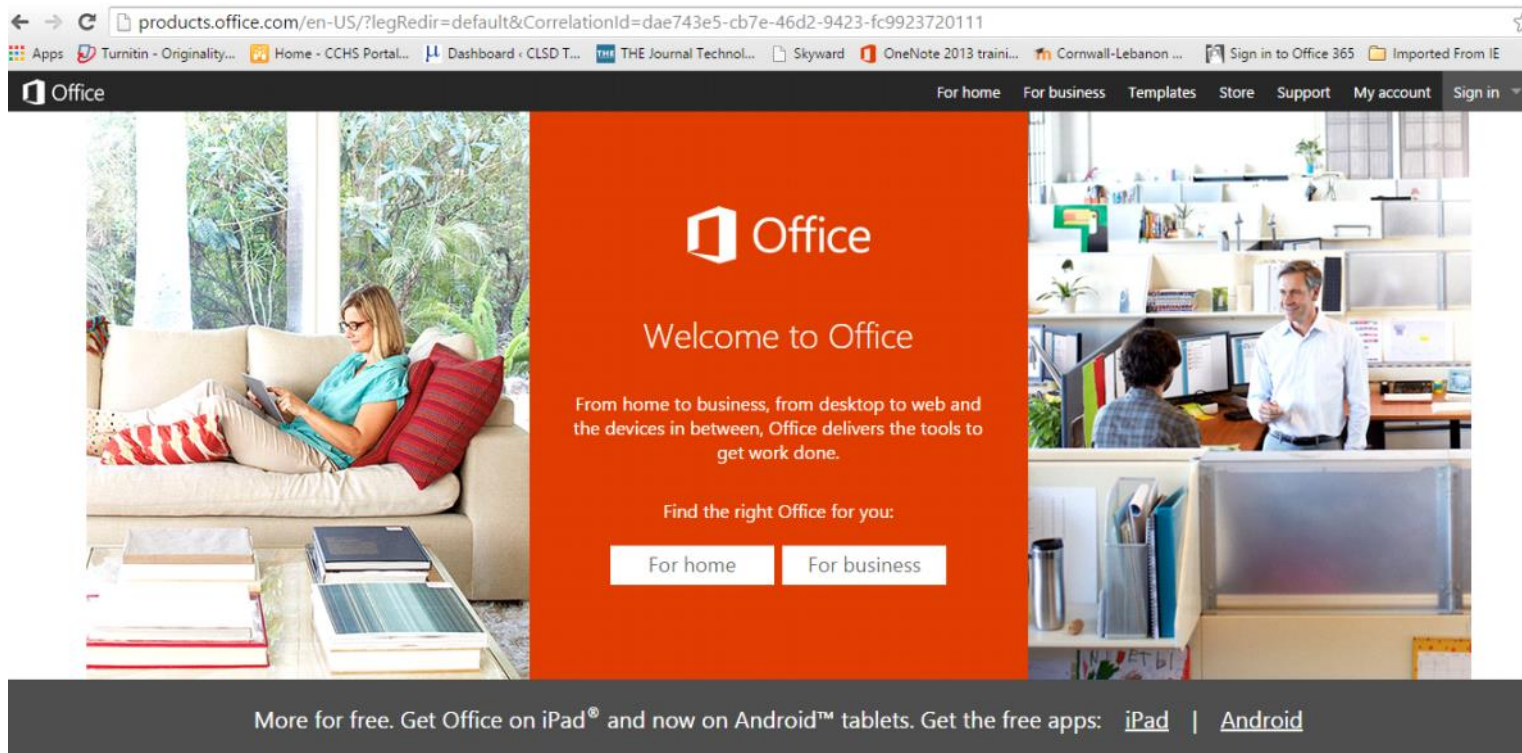 products.office.com/en-US/?legRedir=default&CorrelationId=dae743e5-cb7e-46d2-9423-fc9923720111
Apps Turnitin - Originality... Home - CCHS Portal... Dashboard ‹ CLSD T... THE THE Journal Technol... Skyward OneNote 2013 traini... Cornwall-Lebanon ... Sign in to Office 365 Imported From IE
Office For home For business Templates Store Support My account Sign in
Office
Welcome to Office
From home to business, from desktop to web and
the devices in between, Office delivers the tools to
get work done.
Find the right Office for you:
For home For business
More for free. Get Office on iPad® and now on Android™ tablets. Get the free apps: iPad | Android